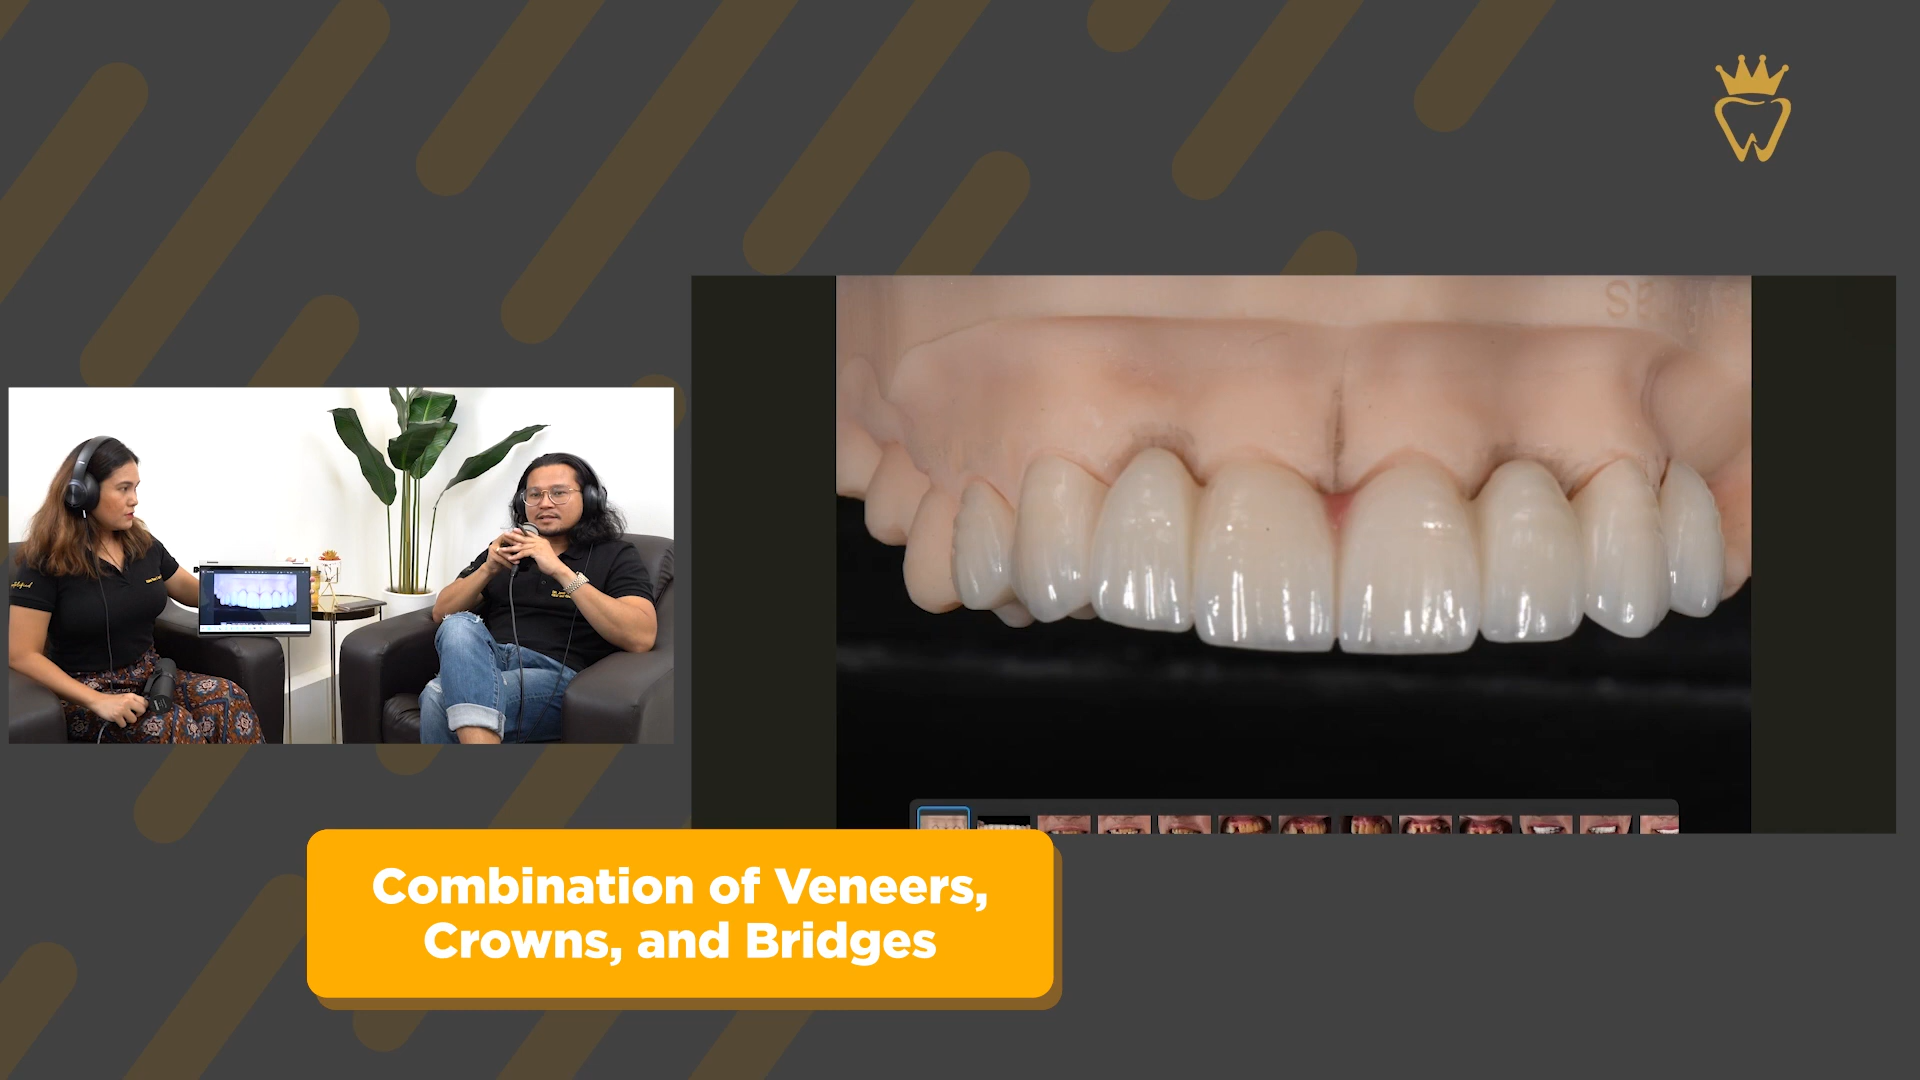 Combination of Veneers,
Crowns, and Bridges